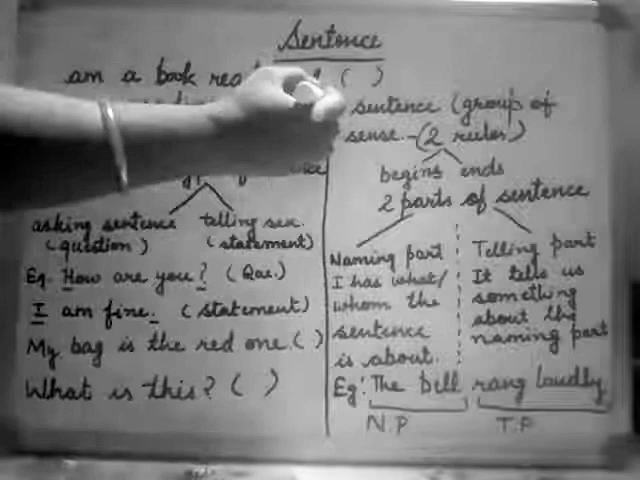 Sentence
am a book read ( )
asking sentence telling sen.
(question) (statement)
Eg. How are you? (Que.)
I am fine. (statement)
My bag is the red one. ( )
What is this? ( )
sentence (group of
sense. - (2 rules)
begins ends
2 parts of sentence
Naming part
I has what/
whom the
sentence
is about.
Telling part
It tells us
something
about the
naming part
Eg: The bell rang loudly
N.P T.P